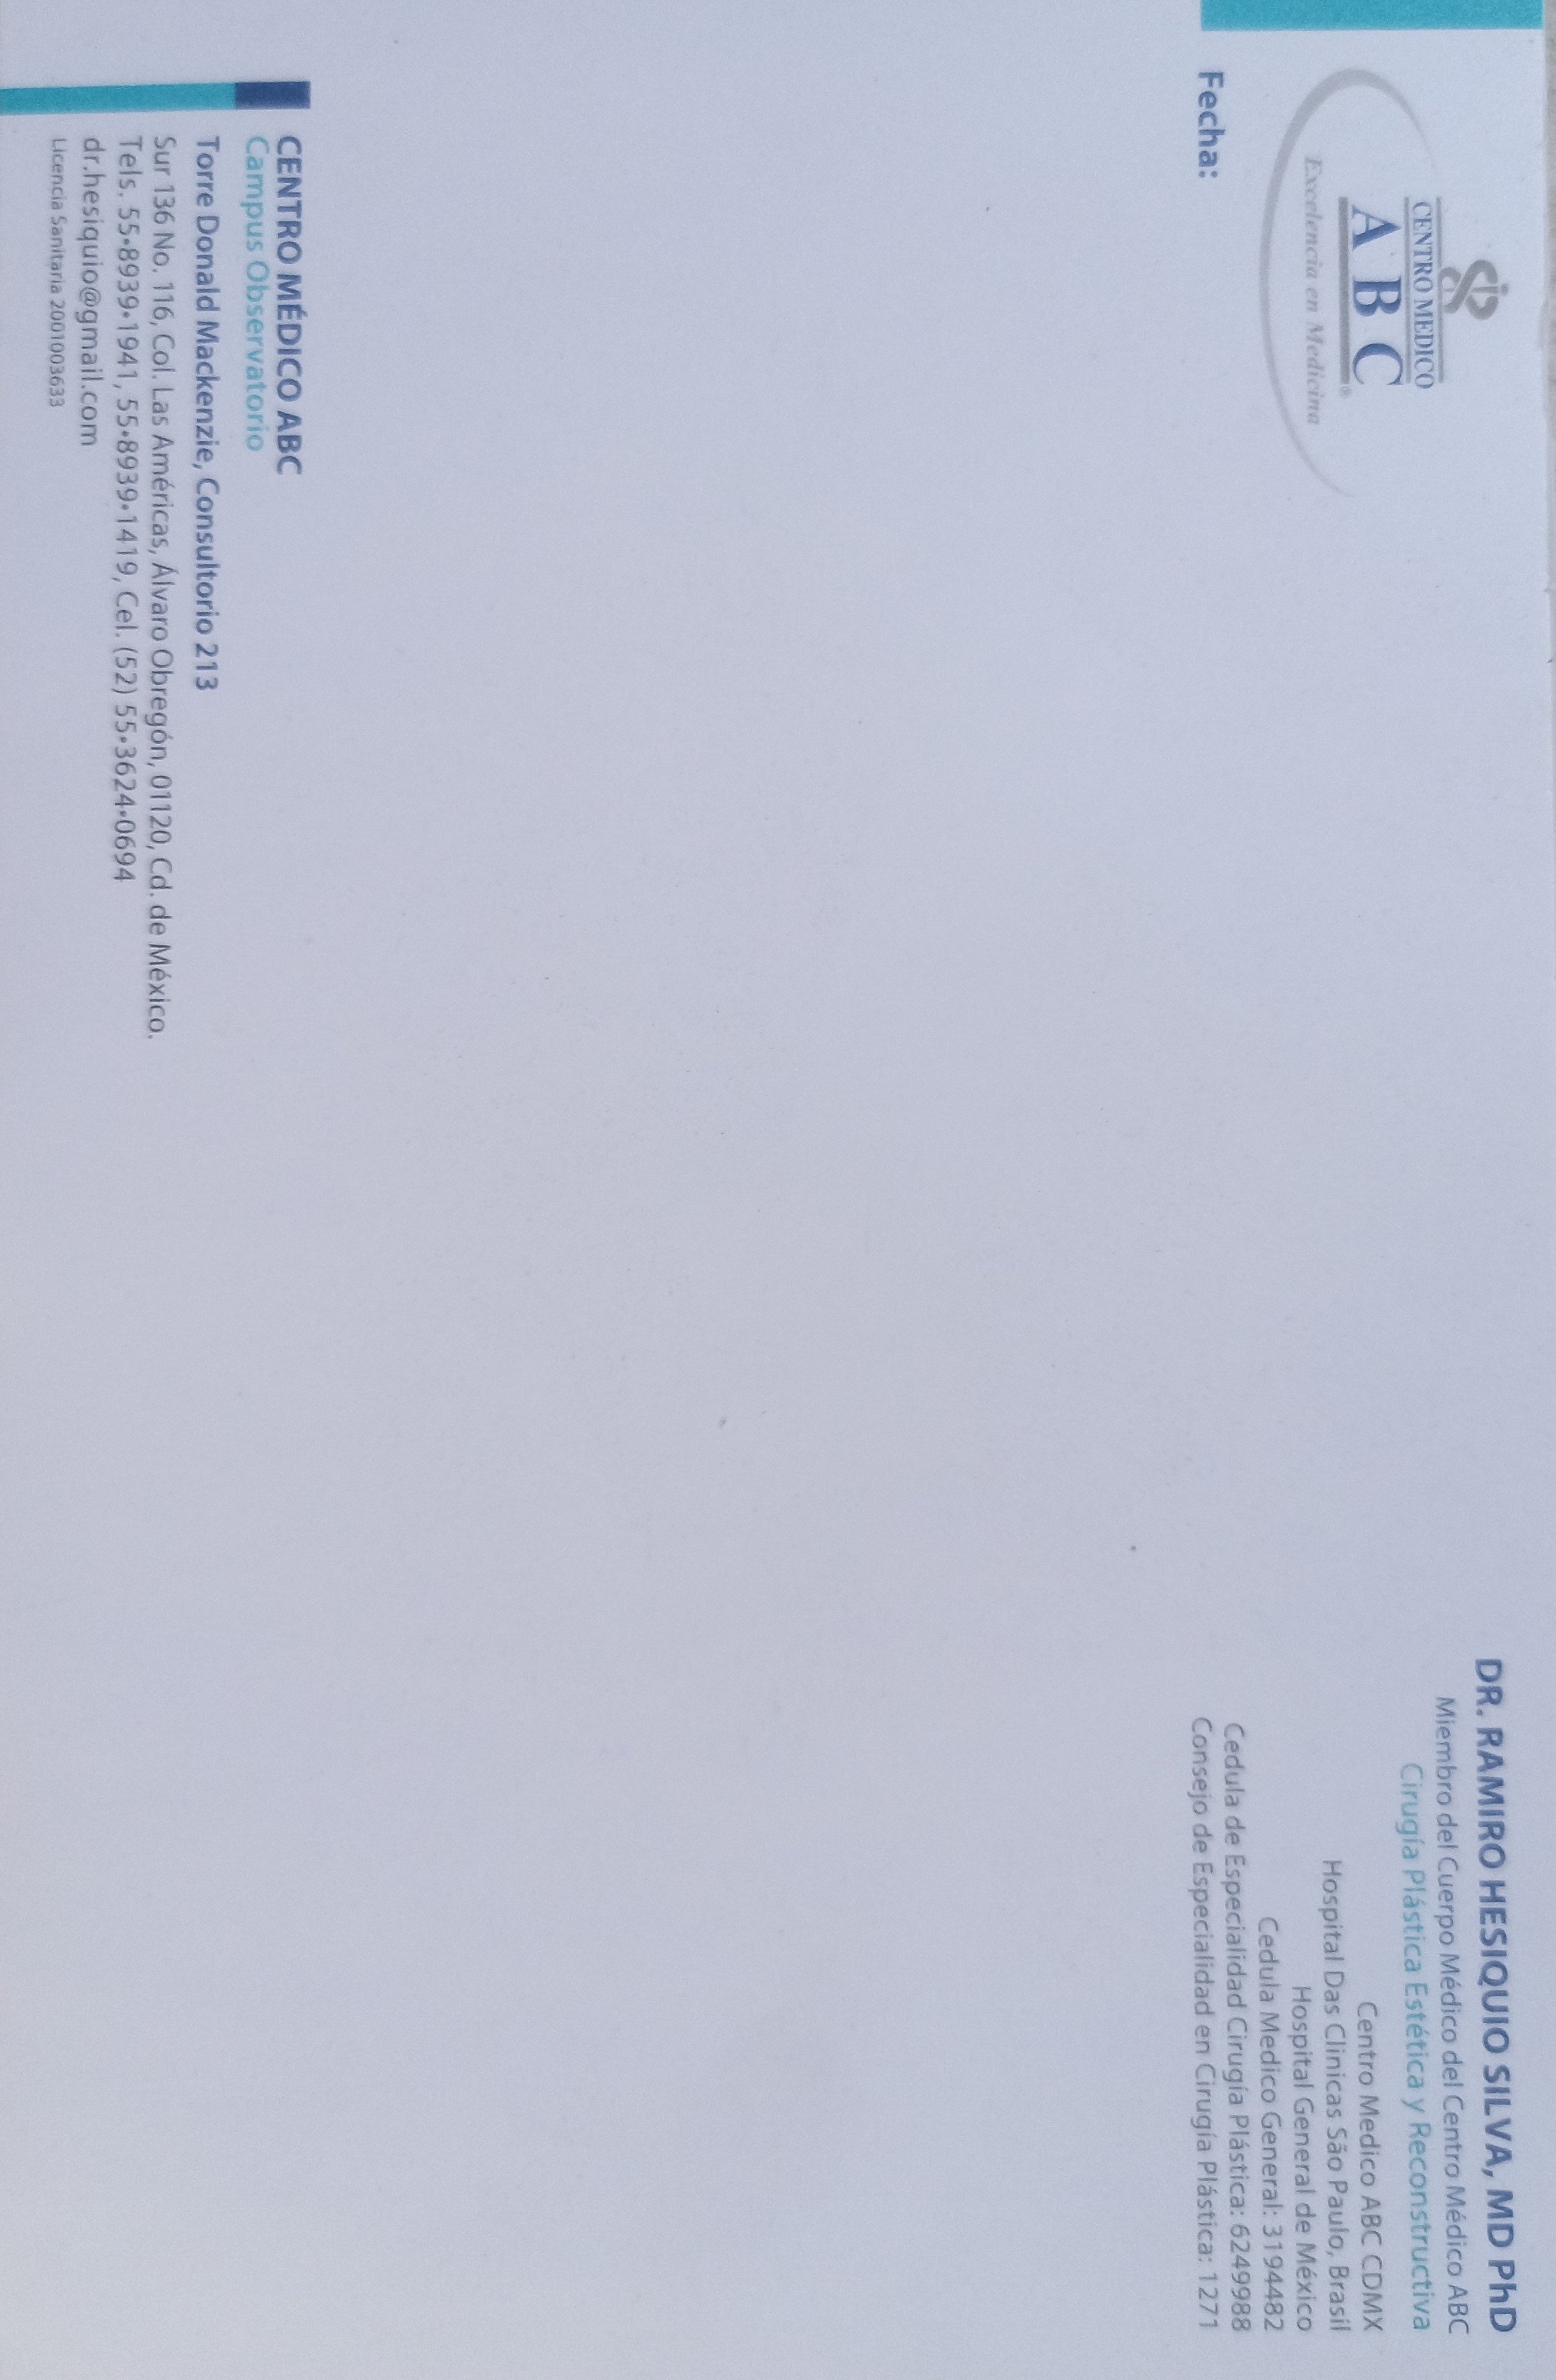 CENTRO MEDICO
A B C ®
Excelencia en Medicina
DR. RAMIRO HESIQUIO SILVA, MD PhD
Miembro del Cuerpo Médico del Centro Médico ABC
Cirugía Plástica Estética y Reconstructiva
Centro Medico ABC CDMX
Hospital Das Clinicas São Paulo, Brasil
Hospital General de México
Cedula Medico General: 3194482
Cedula de Especialidad Cirugía Plástica: 6249988
Consejo de Especialidad en Cirugía Plástica: 1271
Fecha:
CENTRO MÉDICO ABC
Campus Observatorio
Torre Donald Mackenzie, Consultorio 213
Sur 136 No. 116, Col. Las Américas, Álvaro Obregón, 01120, Cd. de México.
Tels. 55•8939•1941, 55•8939•1419, Cel. (52) 55•3624•0694
dr.hesiquio@gmail.com
Licencia Sanitaria 2001003633